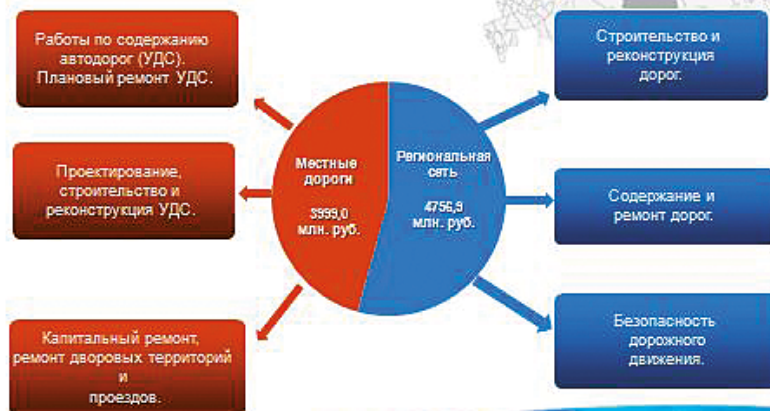 Работы по содержанию
автодорог (УДС).
Плановый ремонт УДС.
Проектирование,
строительство и
реконструкция УДС.
Капитальный ремонт,
ремонт дворовых территорий
и
проездов.
Местные
дороги
3999,0
млн. руб.
Региональная
сеть
4756,9
млн. руб.
Строительство и
реконструкция
дорог.
Содержание и
ремонт дорог.
Безопасность
дорожного
движения.